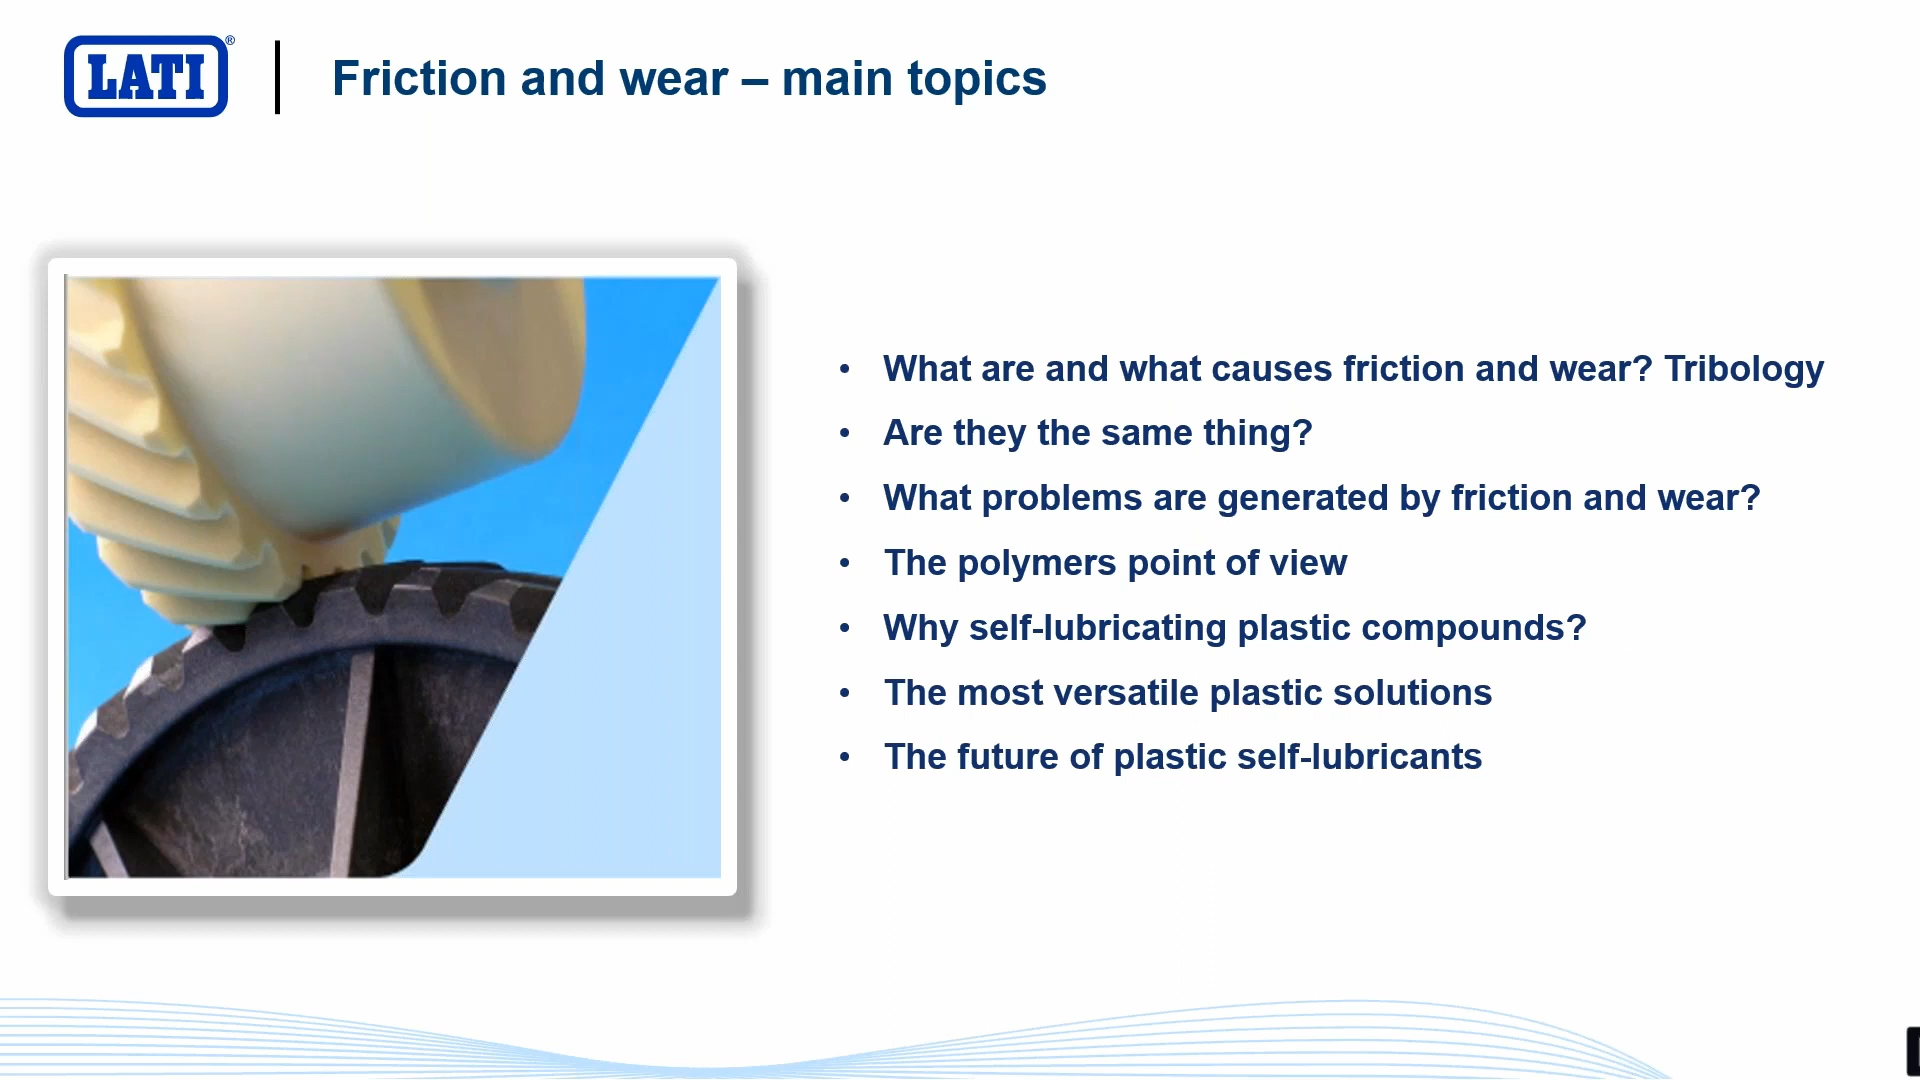 LATI®
Friction and wear – main topics
• What are and what causes friction and wear? Tribology
• Are they the same thing?
• What problems are generated by friction and wear?
• The polymers point of view
• Why self-lubricating plastic compounds?
• The most versatile plastic solutions
• The future of plastic self-lubricants